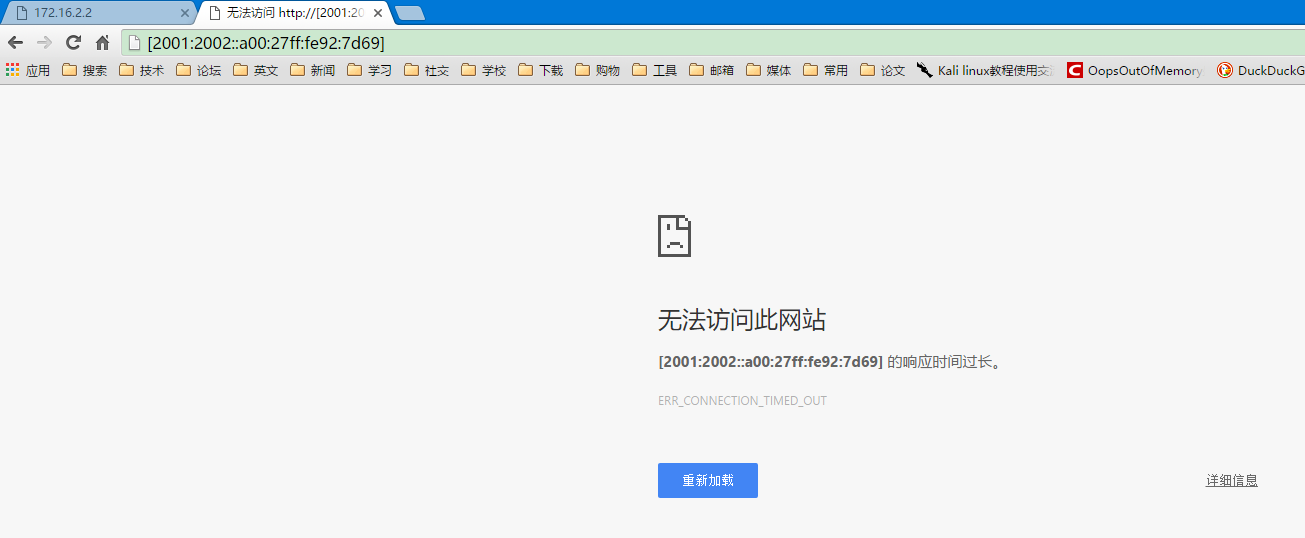 172.16.2.2
无法访问 http://[2001:20
[2001:2002::a00:27ff:fe92:7d69]
应用 搜索 技术 论坛 英文 新闻 学习 社交 学校 下载 购物 工具 邮箱 媒体 常用 论文 Kali linux教程使用交流 OopsOutOfMemory DuckDuckG
无法访问此网站
[2001:2002::a00:27ff:fe92:7d69] 的响应时间过长。
ERR_CONNECTION_TIMED_OUT
重新加载
详细信息